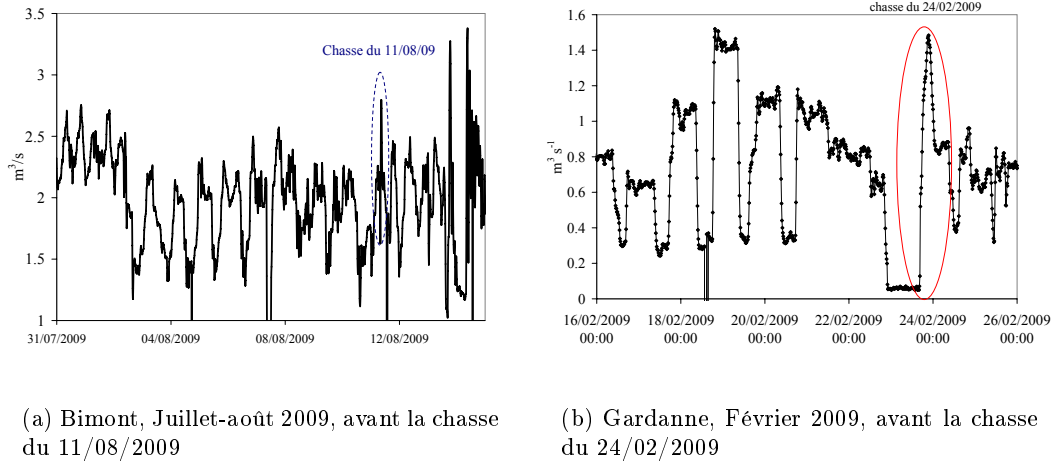 3.5
3
2.5
2
1.5
1
m³/s
Chasse du 11/08/09
31/07/2009
04/08/2009
08/08/2009
12/08/2009
(a) Bimont, Juillet-août 2009, avant la chasse
du 11/08/2009
chasse du 24/02/2009
1.6
1.4
1.2
1
0.8
0.6
0.4
0.2
0
m³ s⁻¹
16/02/2009 18/02/2009 20/02/2009 22/02/2009 24/02/2009 26/02/2009
00:00 00:00 00:00 00:00 00:00 00:00
(b) Gardanne, Février 2009, avant la chasse
du 24/02/2009